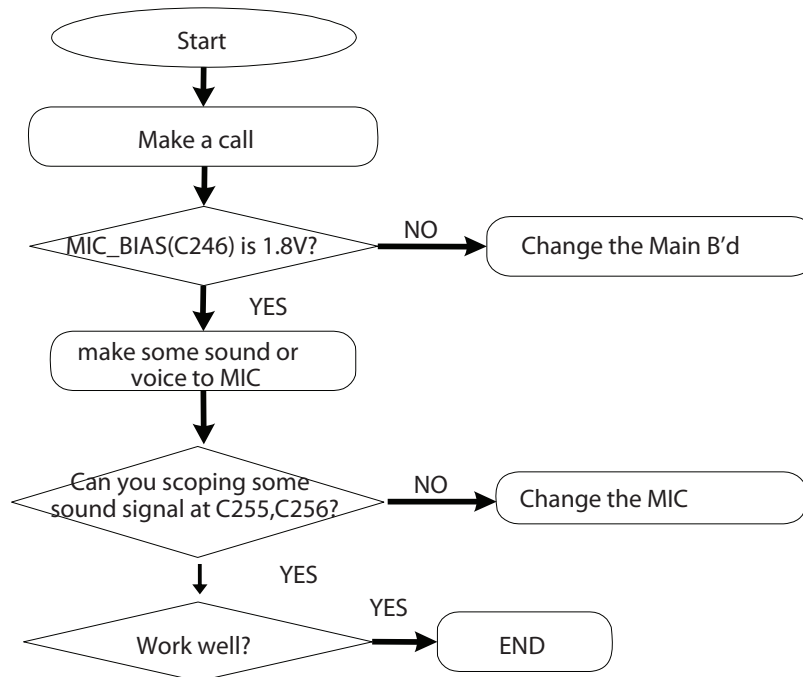 Start
Make a call
MIC_BIAS(C246) is 1.8V?
NO
Change the Main B’d
YES
make some sound or
voice to MIC
Can you scoping some
sound signal at C255,C256?
NO
Change the MIC
YES
Work well?
YES
END